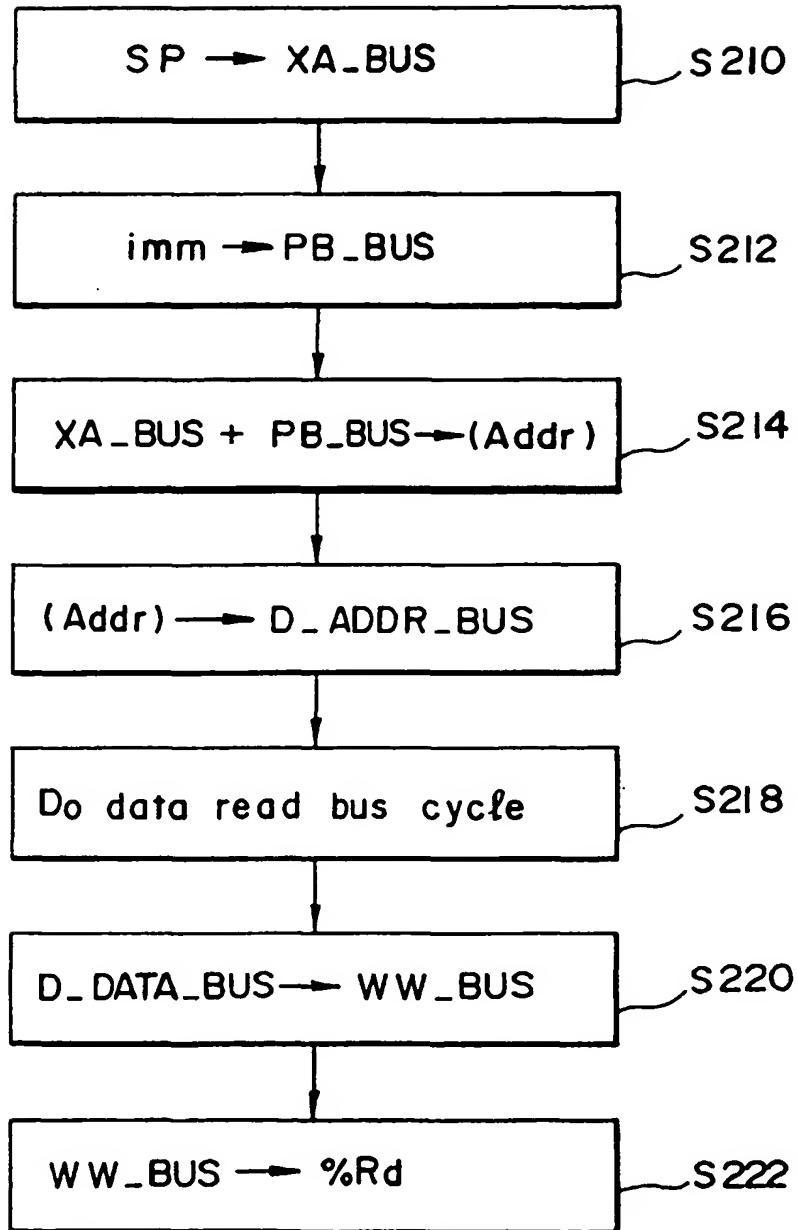 SP → XA_BUS S210
imm → PB_BUS S212
XA_BUS + PB_BUS → (Addr) S214
(Addr) → D_ADDR_BUS S216
Do data read bus cycle S218
D_DATA_BUS → WW_BUS S220
WW_BUS → %Rd S222